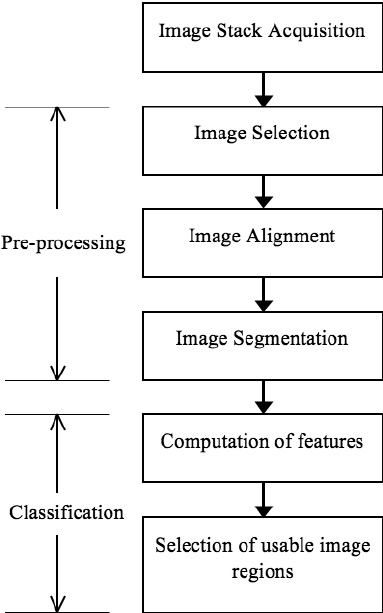 Image Stack Acquisition
Image Selection
Pre-processing
Image Alignment
Image Segmentation
Computation of features
Classification
Selection of usable image
regions